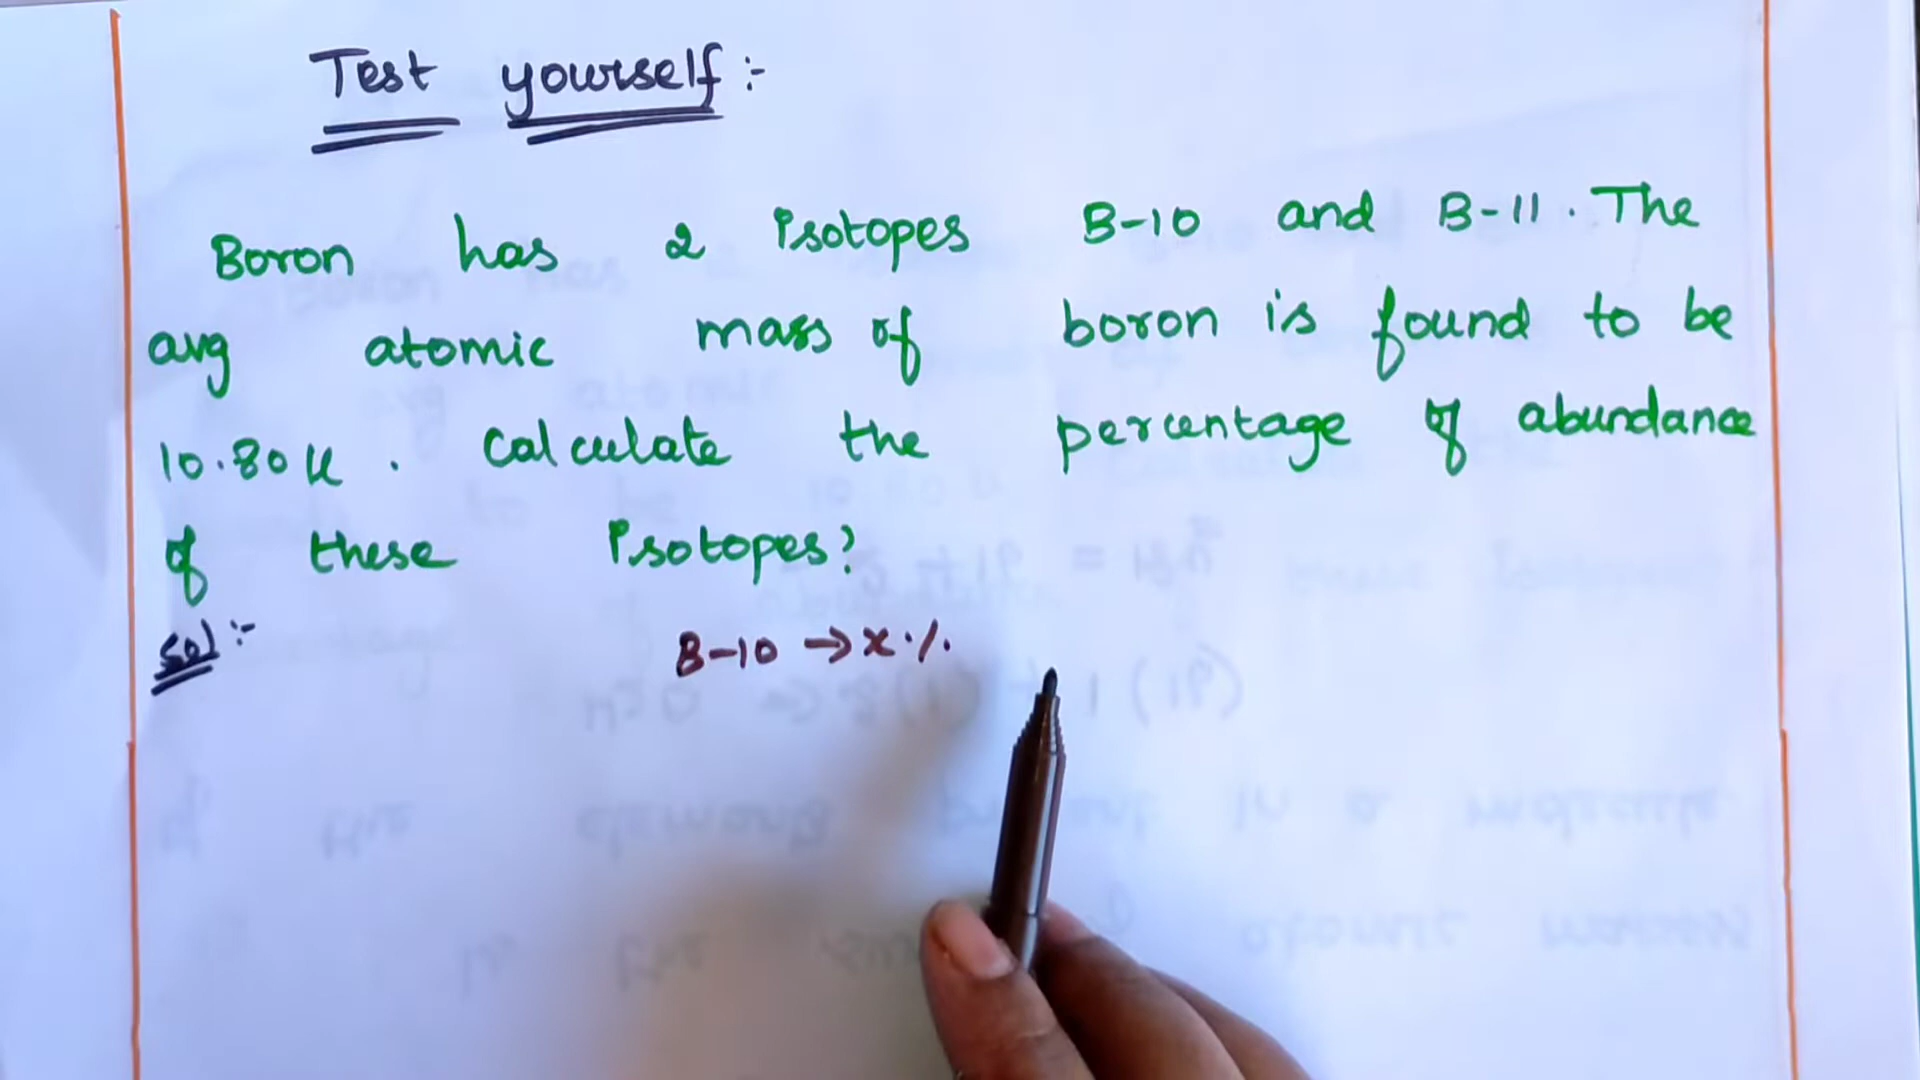 Test yourself :-
Boron has 2 isotopes B-10 and B-11. The
avg atomic mass of boron is found to be
10.80 u. Calculate the percentage of abundance
of these isotopes?
Sol :-
B-10 → x %